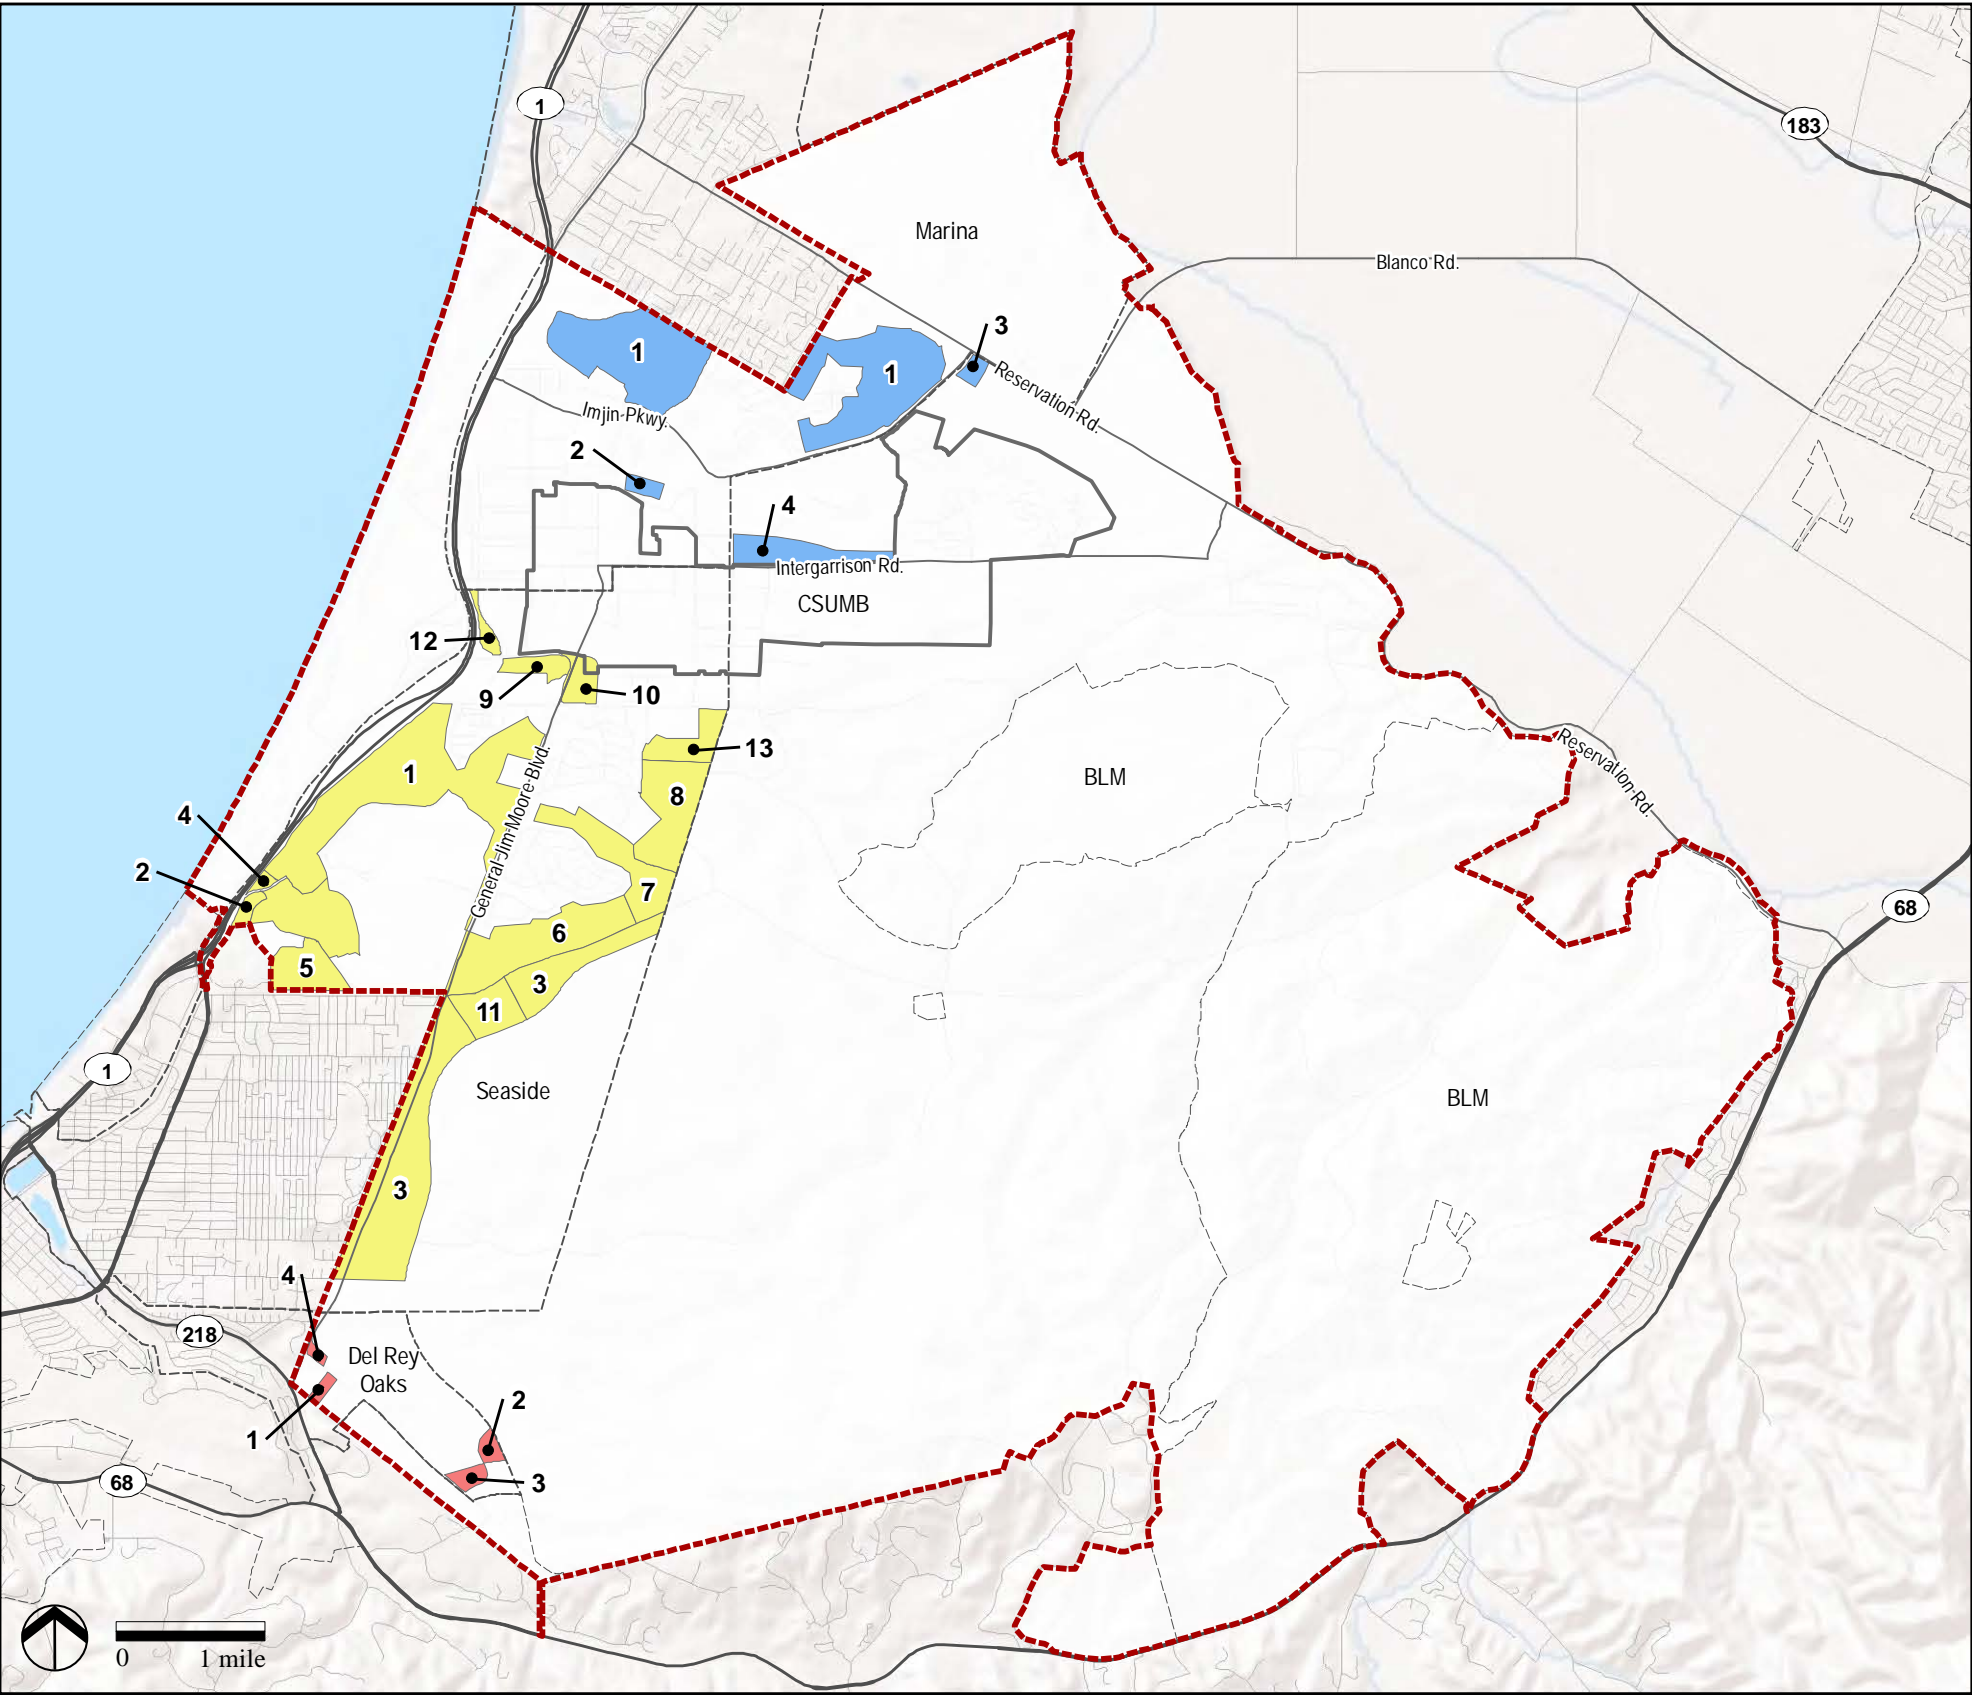 1
183
Marina
Blanco Rd.
3
1
1
Reservation Rd.
Imjin Pkwy.
2
4
Intergarrison Rd.
CSUMB
12
9
10
13
Reservation Rd.
1
BLM
8
4
General Jim Moore Blvd.
2
7
68
6
5
3
11
1
Seaside
BLM
3
4
218
Del Rey
Oaks
2
1
68
3
0
1 mile